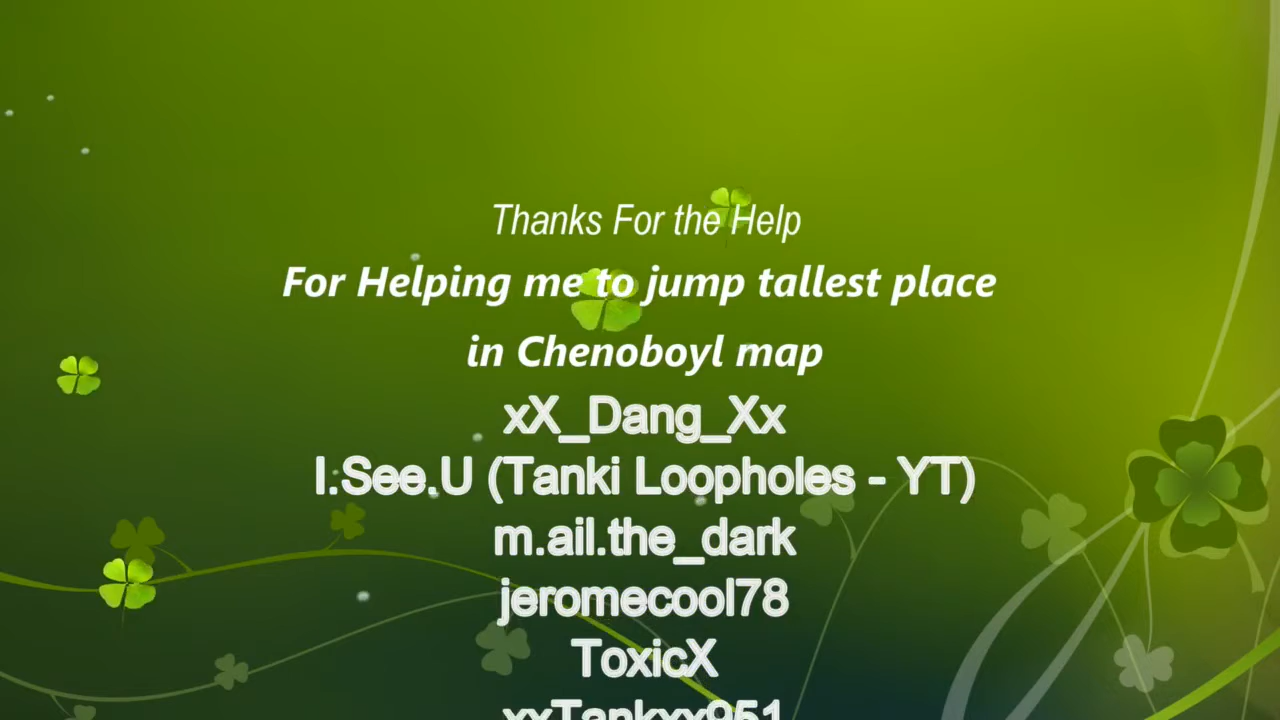 Thanks For the Help
For Helping me to jump tallest place
in Chenoboyl map
xX_Dang_Xx
I.See.U (Tanki Loopholes - YT)
m.ail.the_dark
jeromecool78
ToxicX
xxTankxx951